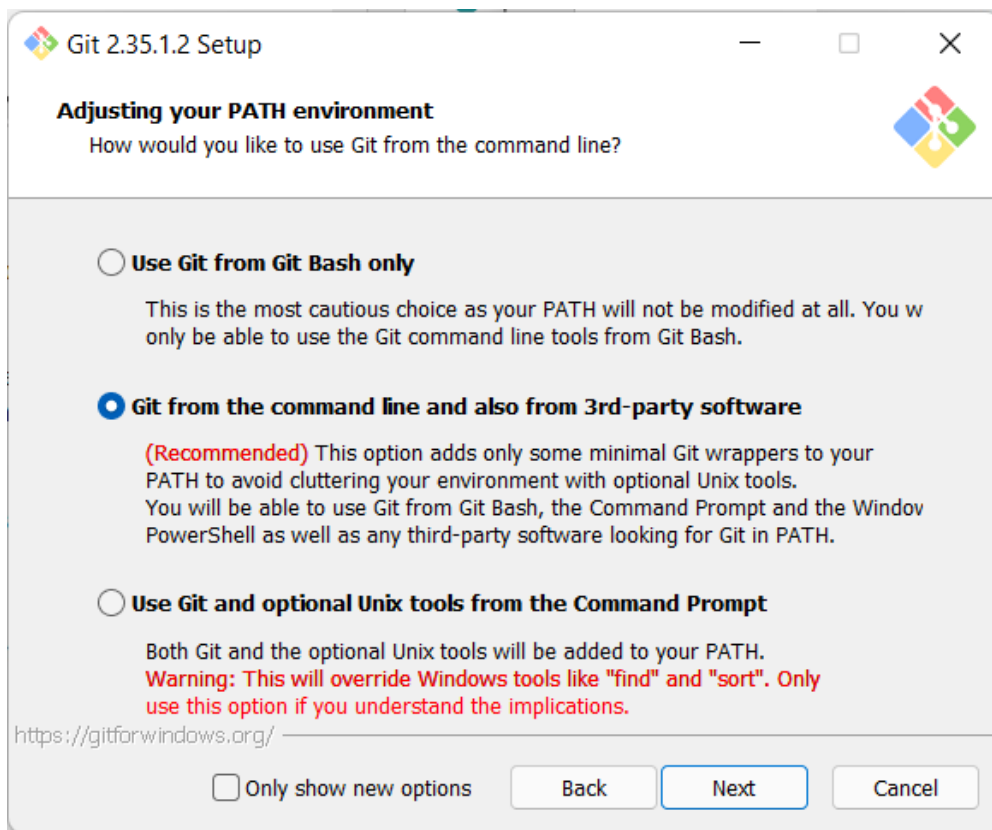 Git 2.35.1.2 Setup
Adjusting your PATH environment
How would you like to use Git from the command line?
Use Git from Git Bash only
This is the most cautious choice as your PATH will not be modified at all. You w
only be able to use the Git command line tools from Git Bash.
Git from the command line and also from 3rd-party software
(Recommended) This option adds only some minimal Git wrappers to your
PATH to avoid cluttering your environment with optional Unix tools.
You will be able to use Git from Git Bash, the Command Prompt and the Window
PowerShell as well as any third-party software looking for Git in PATH.
Use Git and optional Unix tools from the Command Prompt
Both Git and the optional Unix tools will be added to your PATH.
Warning: This will override Windows tools like "find" and "sort". Only
use this option if you understand the implications.
https://gitforwindows.org/
Only show new options
Back
Next
Cancel